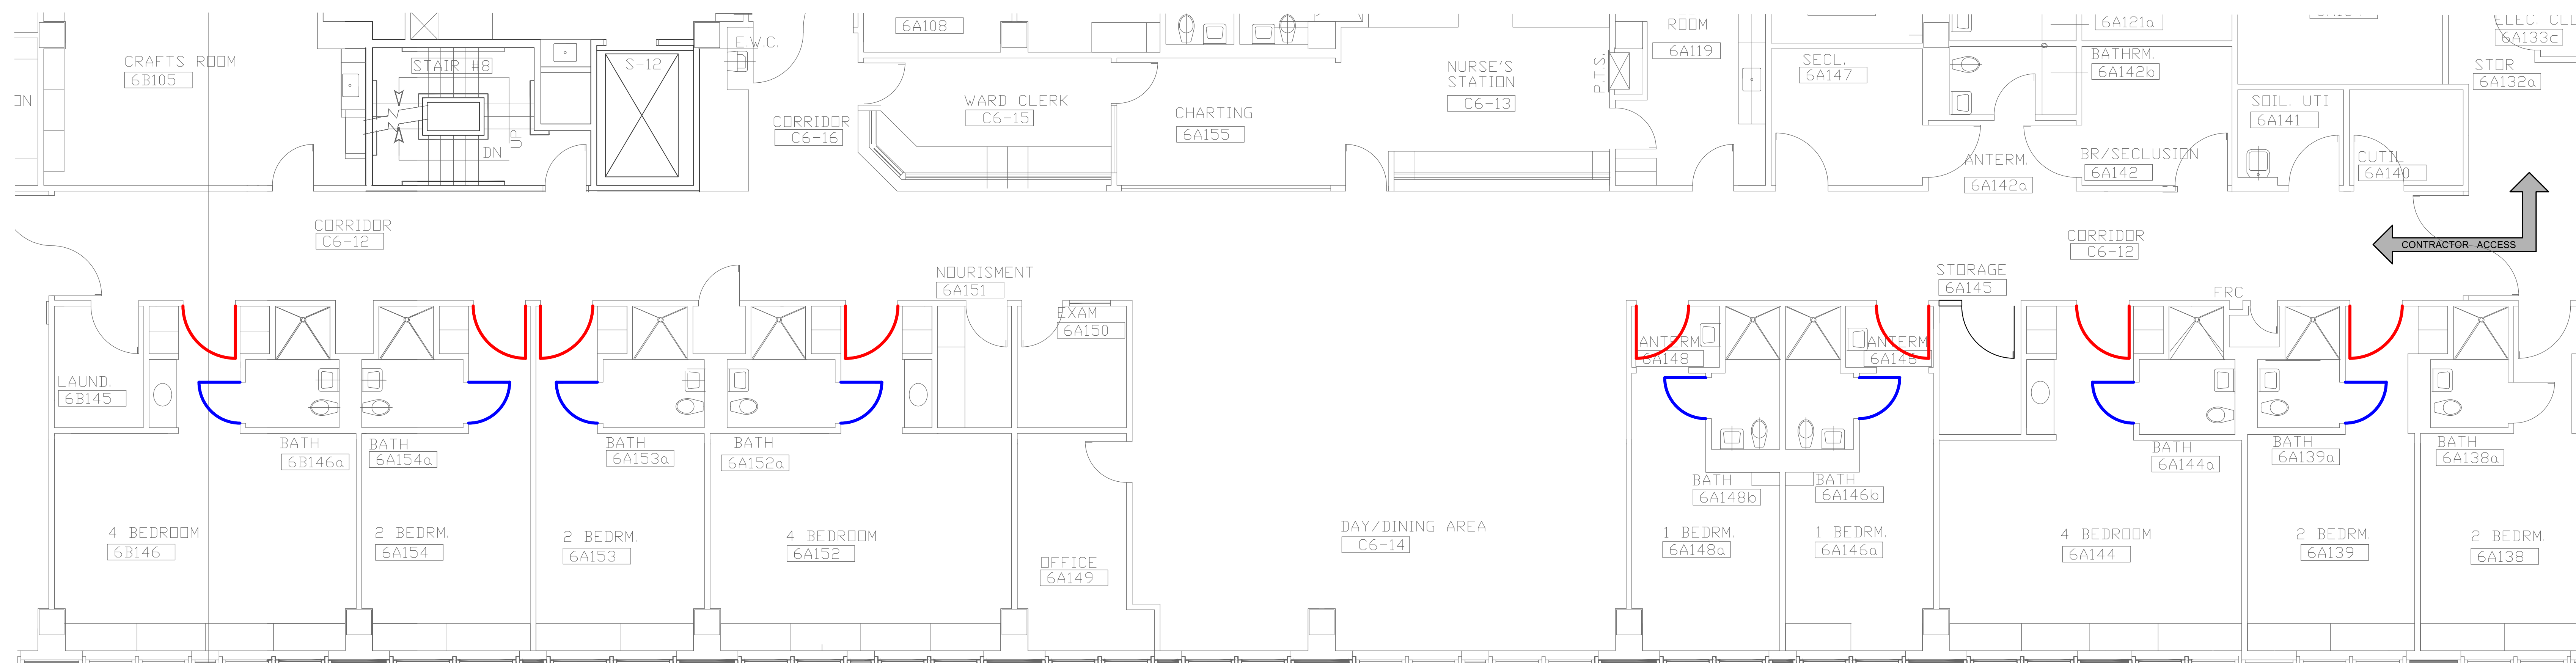 6A108
ROOM
6A119
6A121a
ELEC. CLO
6A133c
CRAFTS ROOM
6B105
STAIR #8
S-12
E.W.C.
NURSE'S
STATION
C6-13
P.T.S.
SECL.
6A147
BATHRM.
6A142b
STOR
6A132a
ON
UP
DN
CORRIDOR
C6-16
WARD CLERK
C6-15
CHARTING
6A155
SOIL. UTI
6A141
ANTERM.
6A142a
BR/SECLUSION
6A142
CUTIL
6A140
CORRIDOR
C6-12
CORRIDOR
C6-12
CONTRACTOR ACCESS
NOURISMENT
6A151
STORAGE
6A145
FRC
EXAM
6A150
ANTERM
6A148
ANTERM
6A146
LAUND.
6B145
BATH
6B146a
BATH
6A154a
BATH
6A153a
BATH
6A152a
BATH
6A148b
BATH
6A146b
BATH
6A144a
BATH
6A139a
BATH
6A138a
4 BEDROOM
6B146
2 BEDRM.
6A154
2 BEDRM.
6A153
4 BEDROOM
6A152
OFFICE
6A149
DAY/DINING AREA
C6-14
1 BEDRM.
6A148a
1 BEDRM.
6A146a
4 BEDROOM
6A144
2 BEDRM.
6A139
2 BEDRM.
6A138